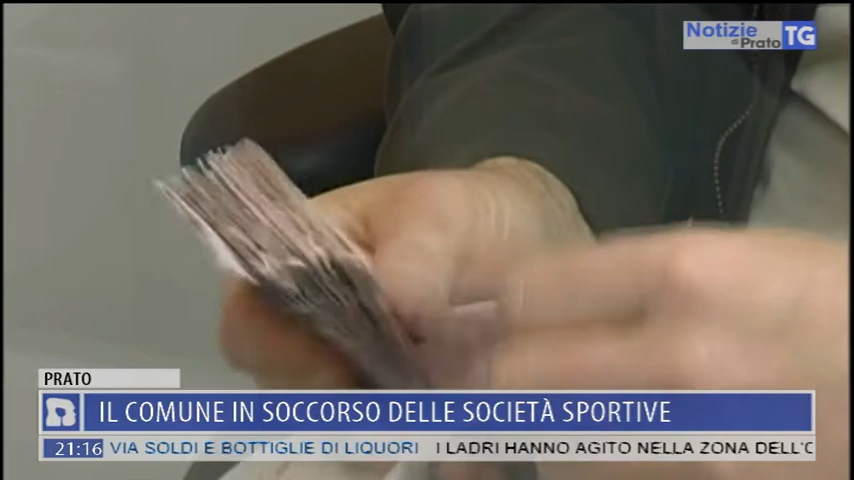 Notizie
di Prato TG
PRATO
IL COMUNE IN SOCCORSO DELLE SOCIETÀ SPORTIVE
21:16 VIA SOLDI E BOTTIGLIE DI LIQUORI I LADRI HANNO AGITO NELLA ZONA DELL'